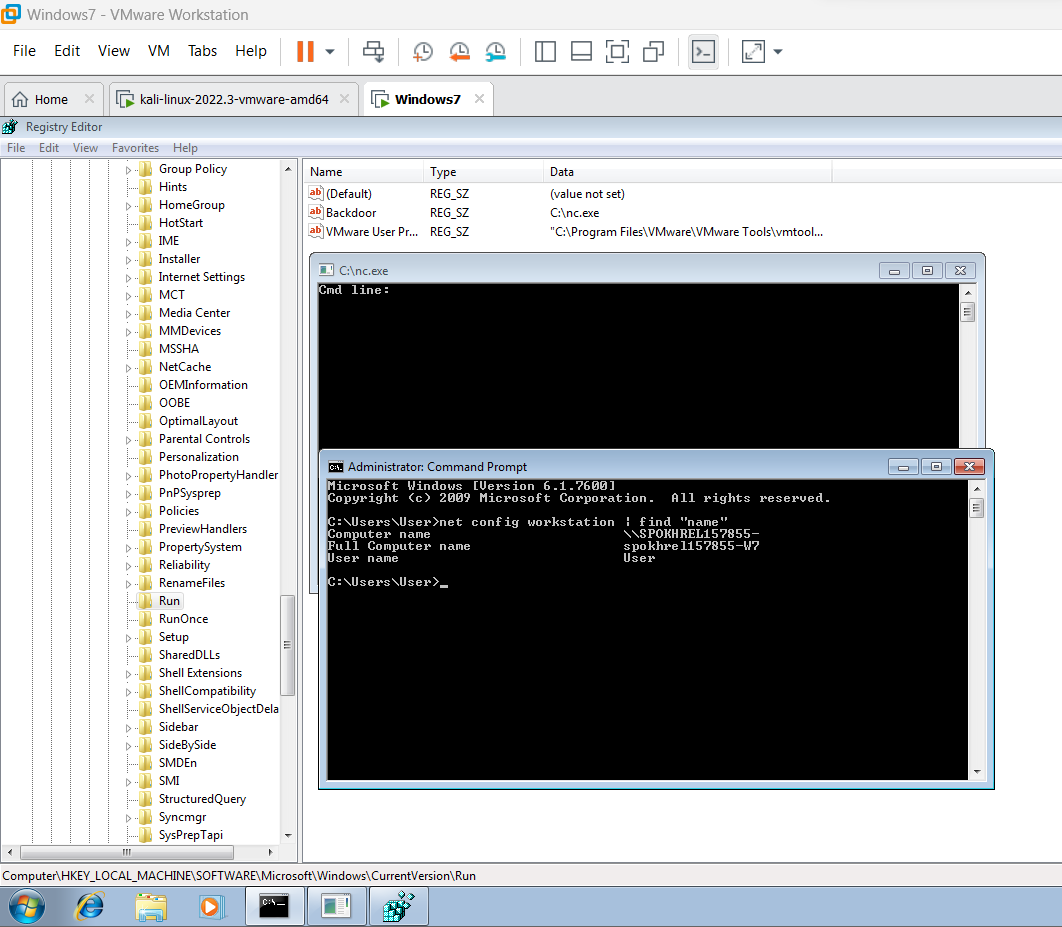 Windows7 - VMware Workstation
File Edit View VM Tabs Help
Home kali-linux-2022.3-vmware-amd64 Windows7
Registry Editor
File Edit View Favorites Help
Group Policy
Hints
HomeGroup
HotStart
IME
Installer
Internet Settings
MCT
Media Center
MMDevices
MSSHA
NetCache
OEMInformation
OOBE
OptimalLayout
Parental Controls
Personalization
PhotoPropertyHandler
PnPSysprep
Policies
PreviewHandlers
PropertySystem
Reliability
RenameFiles
Run
RunOnce
Setup
SharedDLLs
Shell Extensions
ShellCompatibility
ShellServiceObjectDela
Sidebar
SideBySide
SMDEn
SMI
StructuredQuery
Syncmgr
SysPrepTapi
Name Type Data
(Default) REG_SZ (value not set)
Backdoor REG_SZ C:\nc.exe
VMware User Pr... REG_SZ "C:\Program Files\VMware\VMware Tools\vmtool...
C:\nc.exe
Cmd line:
Administrator: Command Prompt
Microsoft Windows [Version 6.1.7600]
Copyright (c) 2009 Microsoft Corporation. All rights reserved.
C:\Users\User>net config workstation | find "name"
Computer name \\SPOKHREL157855-
Full Computer name spokhrel157855-W7
User name User
C:\Users\User>_
Computer\HKEY_LOCAL_MACHINE\SOFTWARE\Microsoft\Windows\CurrentVersion\Run